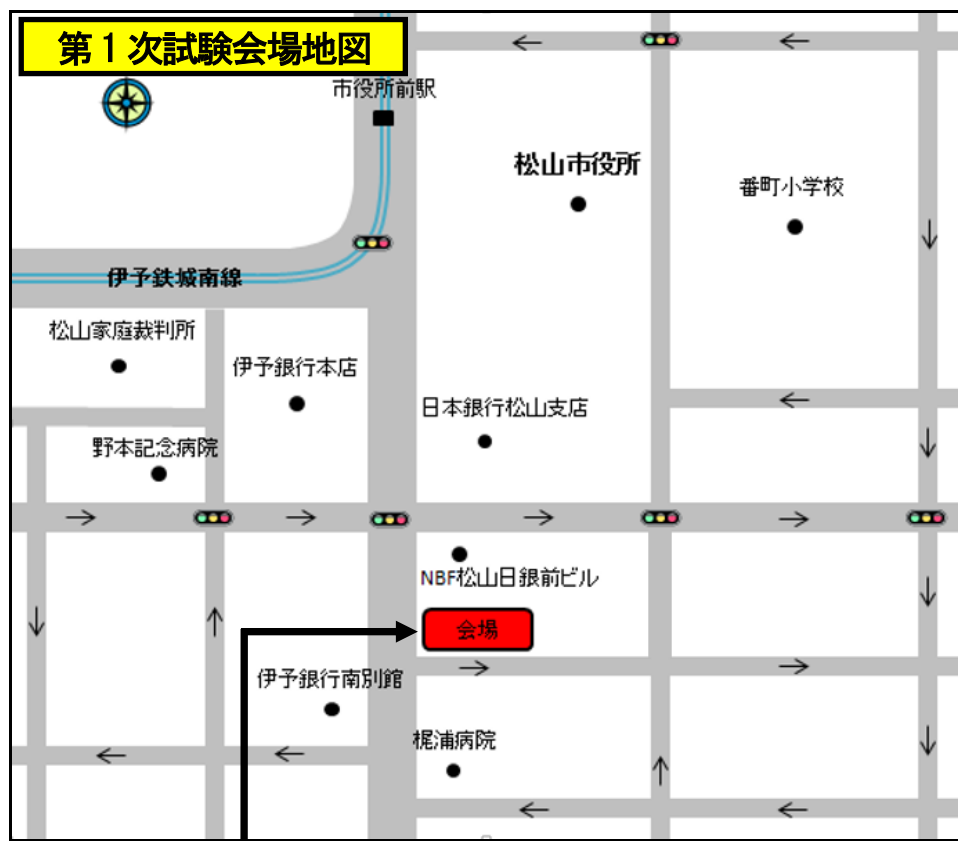 第1次試験会場地図
市役所前駅
松山市役所
番町小学校
伊予鉄城南線
松山家庭裁判所
伊予銀行本店
日本銀行松山支店
野本記念病院
NBF松山日銀前ビル
会場
伊予銀行南別館
梶浦病院